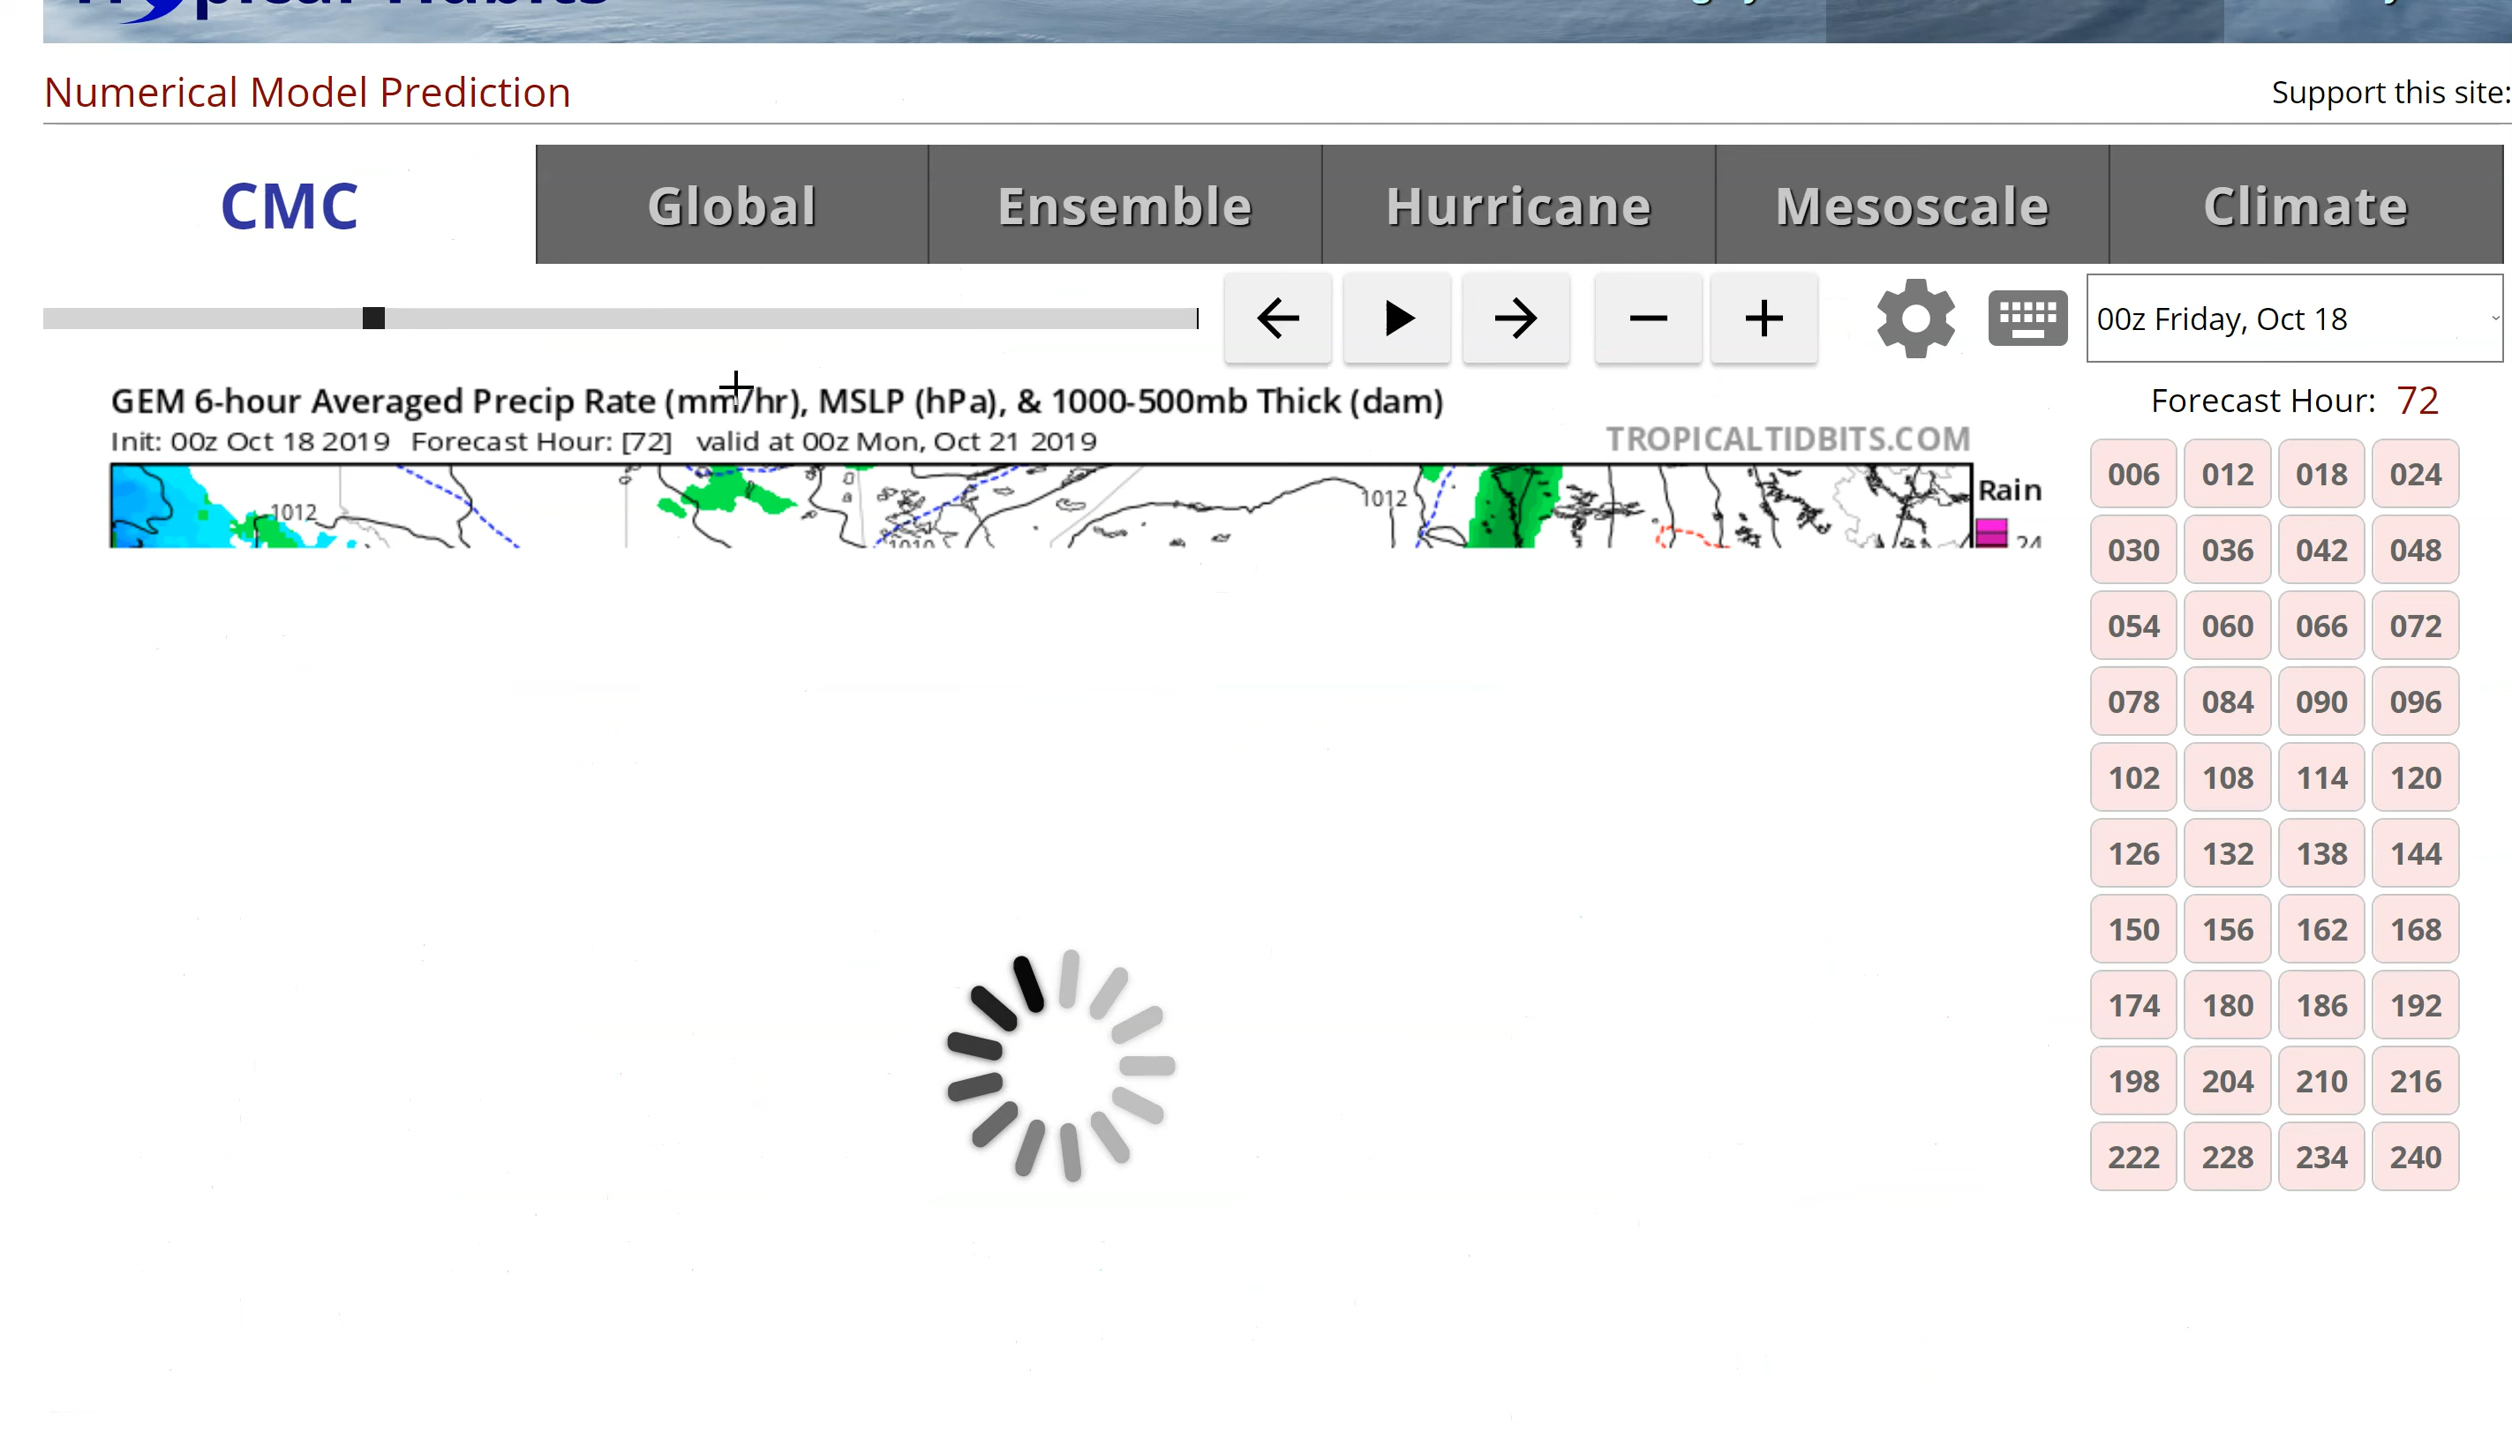 Numerical Model Prediction
Support this site:
CMC Global Ensemble Hurricane Mesoscale Climate
00z Friday, Oct 18
GEM 6-hour Averaged Precip Rate (mm/hr), MSLP (hPa), & 1000-500mb Thick (dam)
Forecast Hour: 72
Init: 00z Oct 18 2019 Forecast Hour: [72] valid at 00z Mon, Oct 21 2019
TROPICALTIDBITS.COM
1012
1012
Rain
24
006 012 018 024
030 036 042 048
054 060 066 072
078 084 090 096
102 108 114 120
126 132 138 144
150 156 162 168
174 180 186 192
198 204 210 216
222 228 234 240